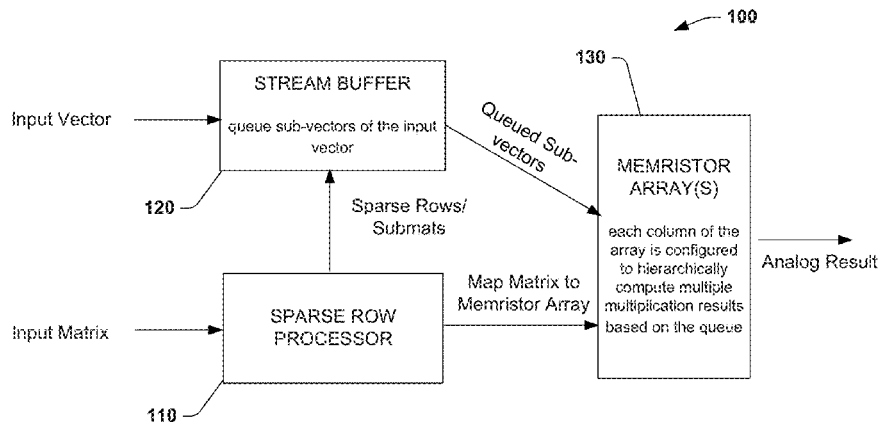 100
130
STREAM BUFFER
queue sub-vectors of the input
vector
Input Vector
120
Queued Sub-
vectors
Sparse Rows/
Submats
MEMRISTOR
ARRAY(S)
each column of the
array is configured
to hierarchically
compute multiple
multiplication results
based on the queue
Analog Result
Input Matrix
SPARSE ROW
PROCESSOR
Map Matrix to
Memristor Array
110